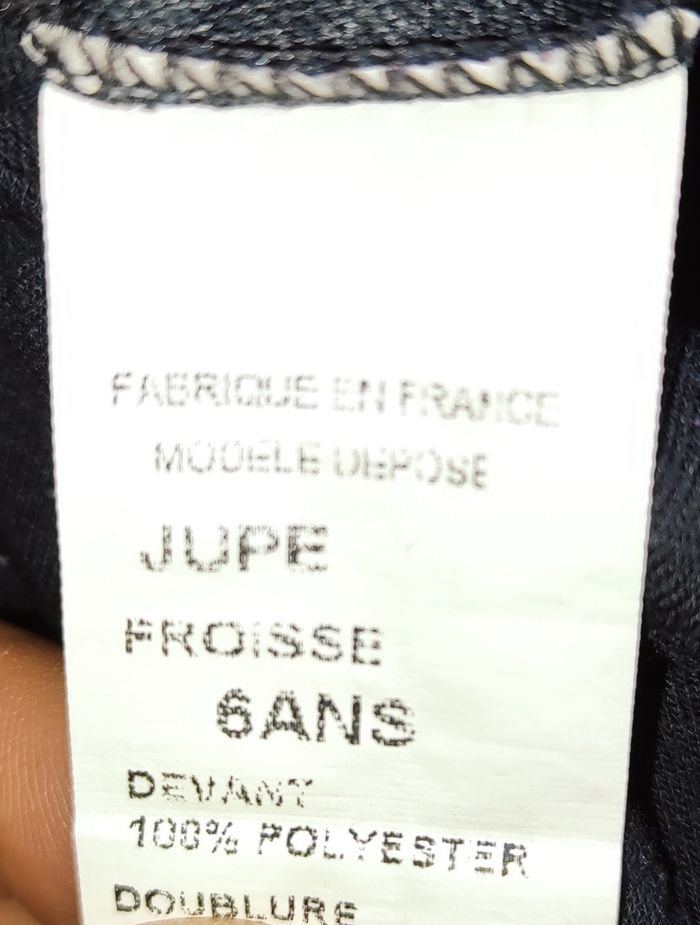 FABRIQUE EN FRANCE
MODELE DEPOSE
JUPE
FROISSE
6ANS
DEVANT
100% POLYESTER
DOUBLURE